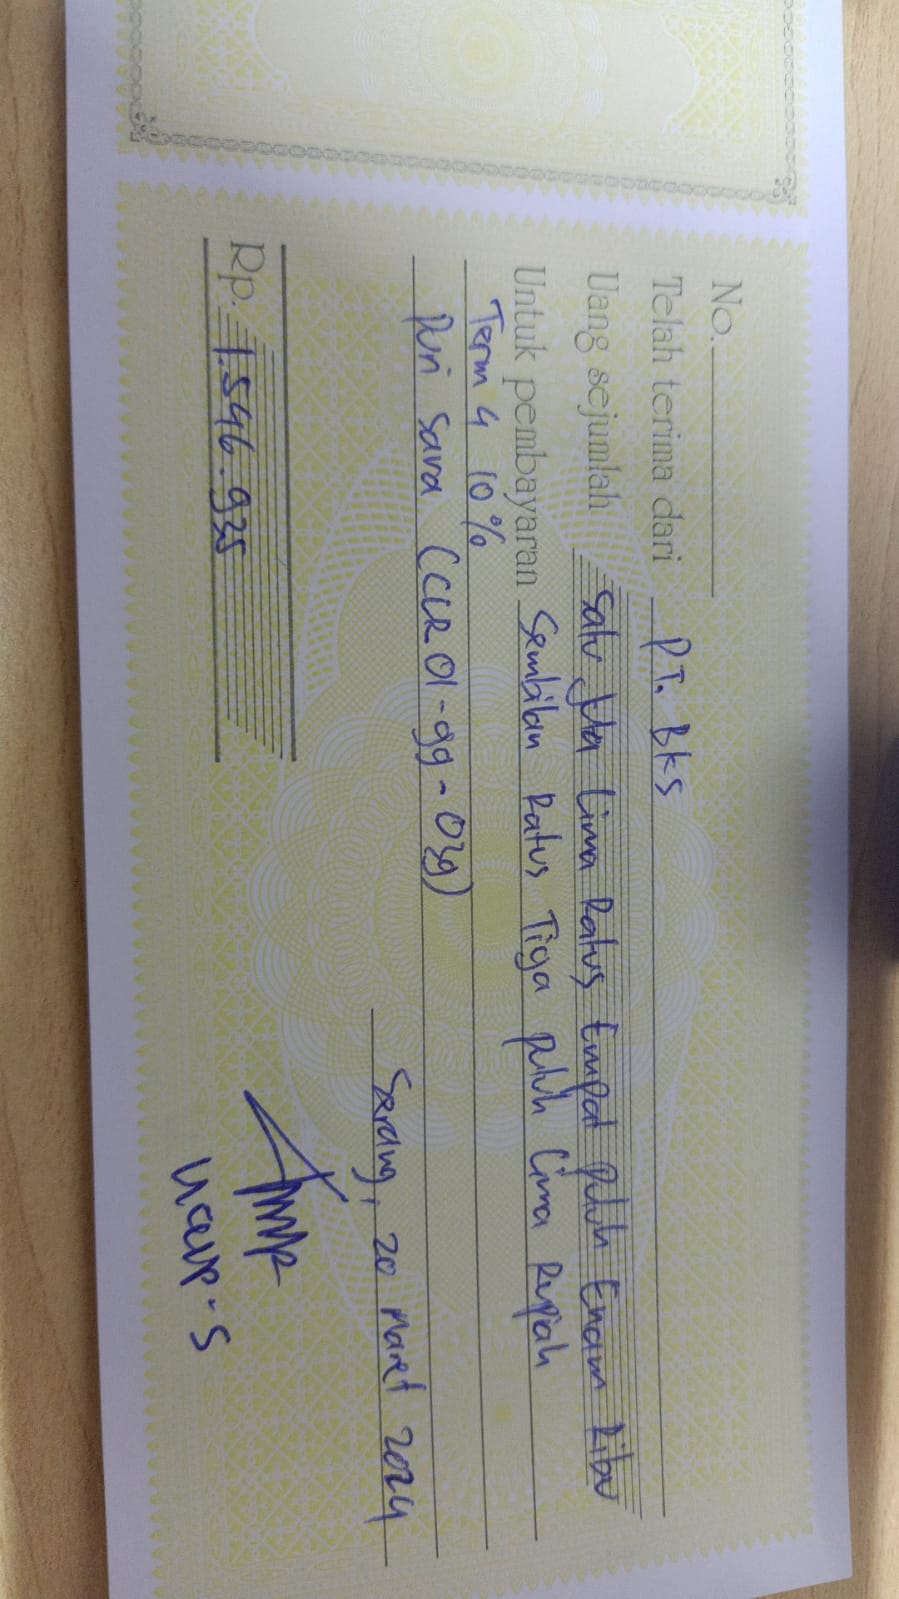 No.
Telah terima dari P.T. BKS
Uang sejumlah Satu Juta Lima Ratus Empat puluh Enam Ribu
Untuk pembayaran Sembilan Ratus Tiga puluh Lima Rupiah
Term 4 10%
Puri Sava (CCR 01-99-039)
Serang, 20 Maret 2024
Rp. 1.546.935
Ucup.S